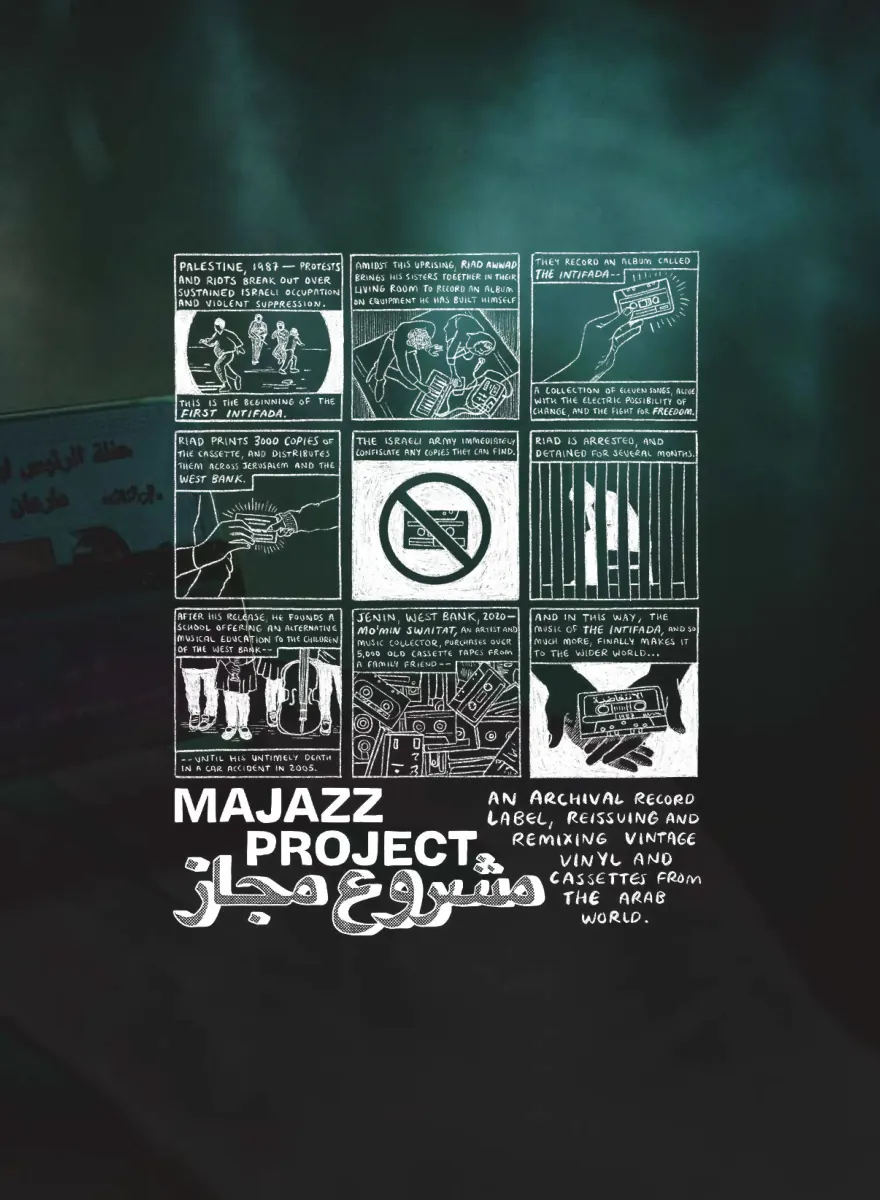 PALESTINE, 1987 — PROTESTS
AND RIOTS BREAK OUT OVER
SUSTAINED ISRAELI OCCUPATION
AND VIOLENT SUPPRESSION.
THIS IS THE BEGINNING OF THE
FIRST INTIFADA.
AMIDST THIS UPRISING, RIAD AWWAD
BRINGS HIS SISTERS TOGETHER IN THEIR
LIVING ROOM TO RECORD AN ALBUM
ON EQUIPMENT HE HAS BUILT HIMSELF
THEY RECORD AN ALBUM CALLED
THE INTIFADA--
A COLLECTION OF ELEVEN SONGS, ALIVE
WITH THE ELECTRIC POSSIBILITY OF
CHANGE, AND THE FIGHT FOR FREEDOM.
RIAD PRINTS 3000 COPIES OF
THE CASSETTE, AND DISTRIBUTES
THEM ACROSS JERUSALEM AND THE
WEST BANK.
THE ISRAELI ARMY IMMEDIATELY
CONFISCATE ANY COPIES THEY CAN FIND.
RIAD IS ARRESTED, AND
DETAINED FOR SEVERAL MONTHS.
AFTER HIS RELEASE, HE FOUNDS A
SCHOOL OFFERING AN ALTERNATIVE
MUSICAL EDUCATION TO THE CHILDREN
OF THE WEST BANK--
--UNTIL HIS UNTIMELY DEATH
IN A CAR ACCIDENT IN 2005.
JENIN, WEST BANK, 2020—
MO'MIN SWAITAT, AN ARTIST AND
MUSIC COLLECTOR, PURCHASES OVER
5,000 OLD CASSETTE TAPES FROM
A FAMILY FRIEND--
AND IN THIS WAY, THE
MUSIC OF THE INTIFADA, AND SO
MUCH MORE, FINALLY MAKES IT
TO THE WIDER WORLD...
الانتفاضة
1987
MAJAZZ
PROJECT
مشروع مجاز
AN ARCHIVAL RECORD
LABEL, REISSUING AND
REMIXING VINTAGE
VINYL AND
CASSETTES FROM
THE ARAB
WORLD.
حفلة الرئيس